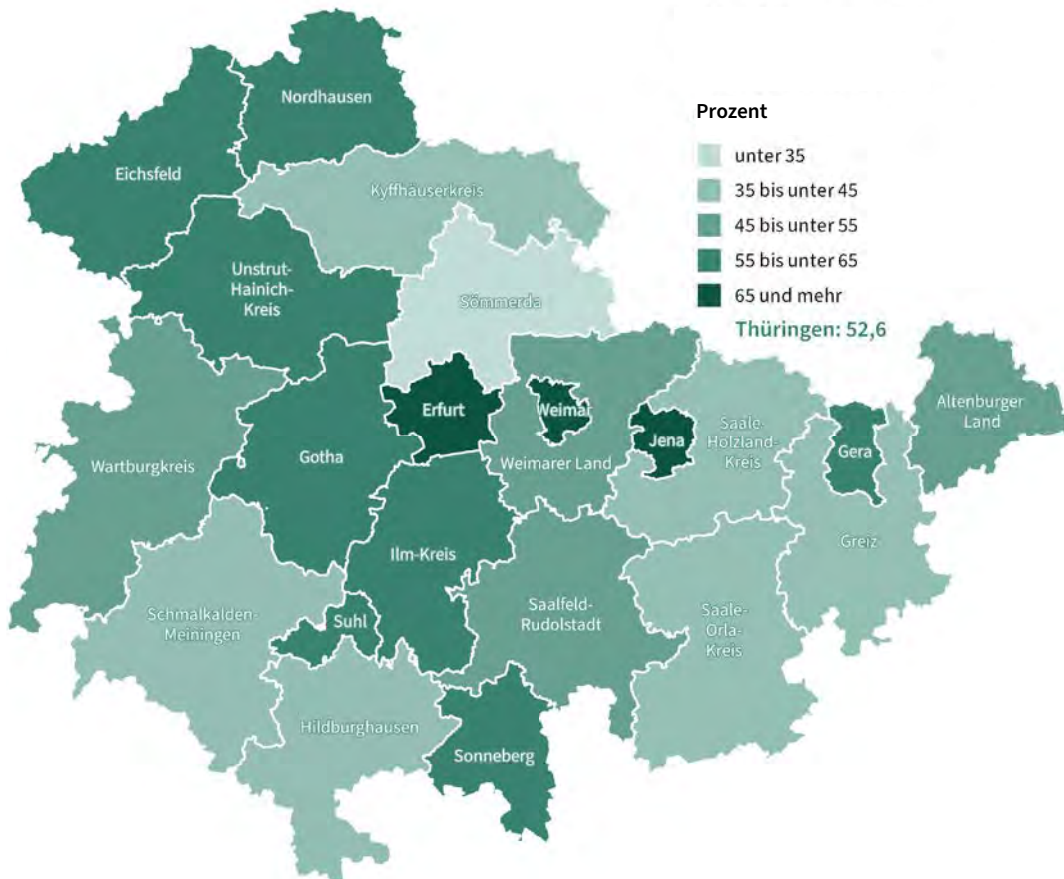 Nordhausen
Prozent
unter 35
35 bis unter 45
45 bis unter 55
55 bis unter 65
65 und mehr
Thüringen: 52,6
Eichsfeld
Kyffhäuserkreis
Unstrut-
Hainich-
Kreis
Sömmerda
Altenburger
Land
Erfurt
Weimar
Jena
Saale-
Holzland-
Kreis
Gera
Wartburgkreis
Gotha
Weimarer Land
Greiz
Ilm-Kreis
Schmalkalden-
Meiningen
Suhl
Saalfeld-
Rudolstadt
Saale-
Orla-
Kreis
Hildburghausen
Sonneberg